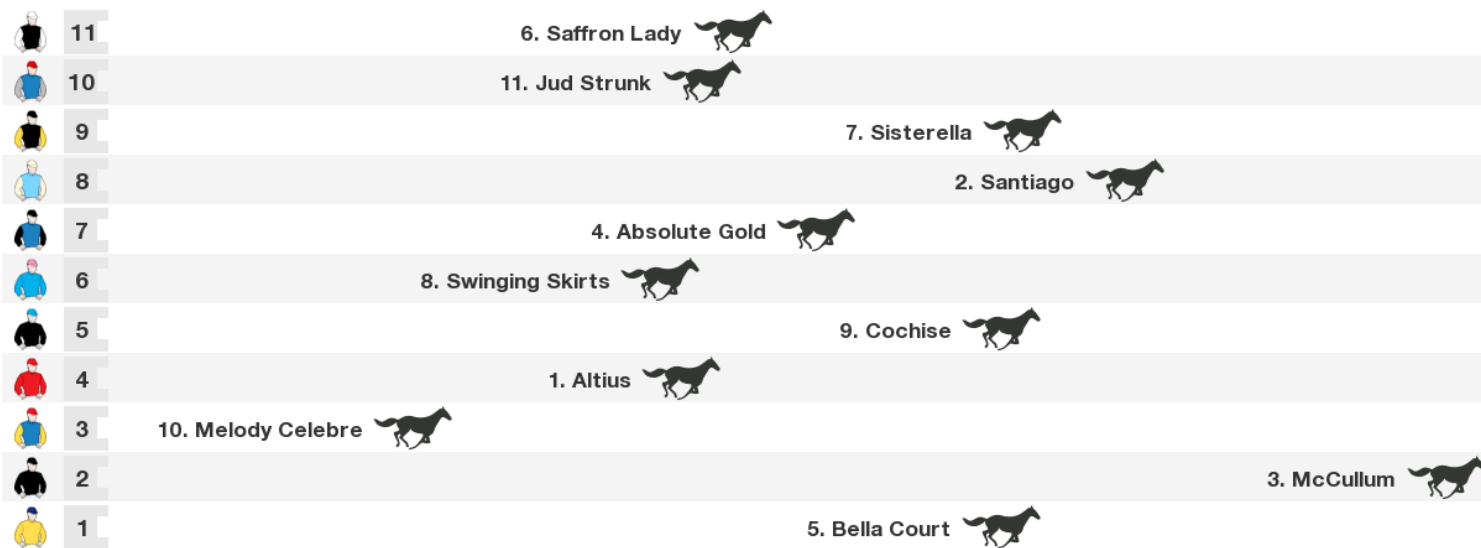 11 6. Saffron Lady
10 11. Jud Strunk
9 7. Sisterella
8 2. Santiago
7 4. Absolute Gold
6 8. Swinging Skirts
5 9. Cochise
4 1. Altius
3 10. Melody Celebre
2 3. McCullum
1 5. Bella Court